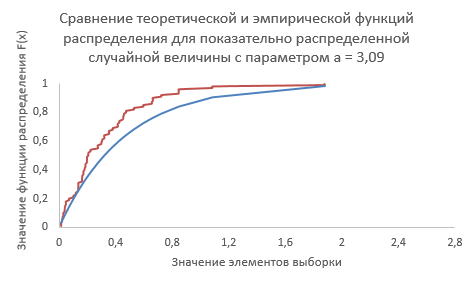 Сравнение теоретической и эмпирической функций
распределения для показательно распределенной
случайной величины с параметром a = 3,09
Значение функции распределения F(x)
1
0,8
0,6
0,4
0,2
0
0 0,4 0,8 1,2 1,6 2 2,4 2,8
Значение элементов выборки